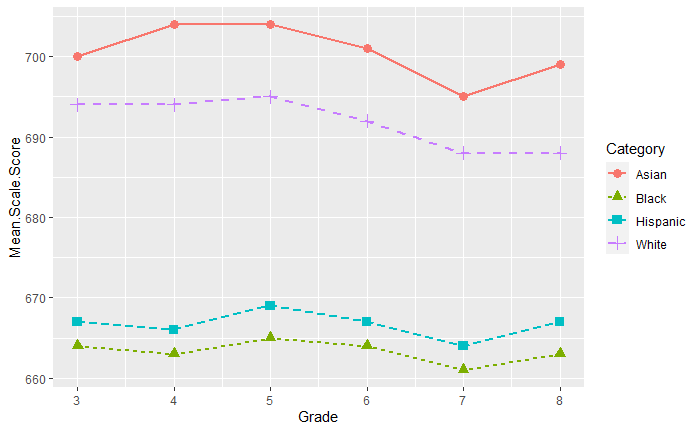 Mean.Scale.Score
700
690
680
670
660
3 4 5 6 7 8
Grade
Category
Asian
Black
Hispanic
White